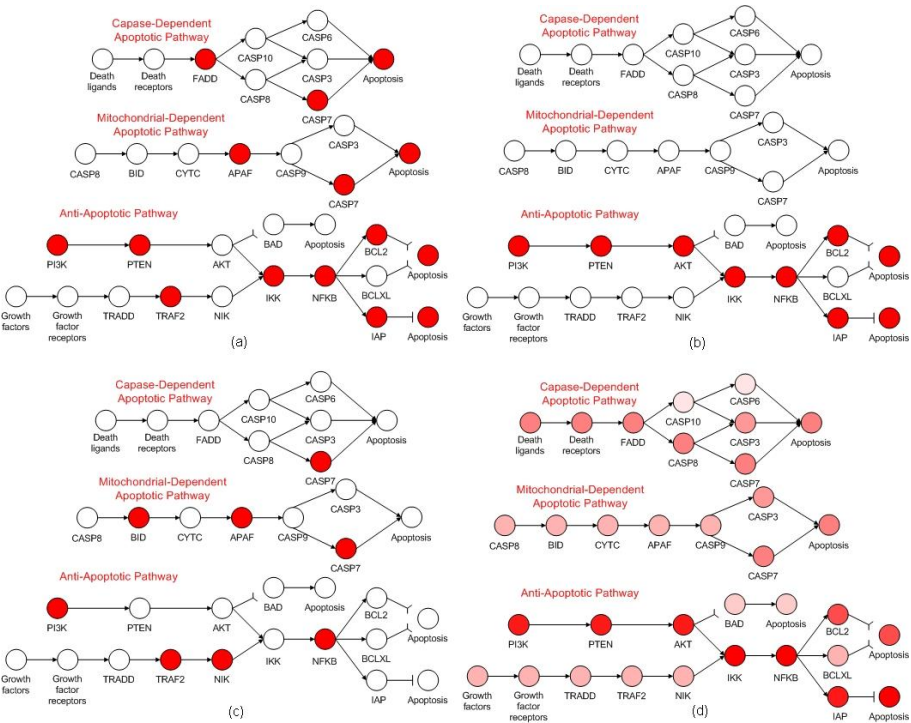 Capase-Dependent
Apoptotic Pathway
CASP6
CASP10
Death
ligands
Death
receptors
FADD
CASP3
Apoptosis
CASP8
CASP7
Mitochondrial-Dependent
Apoptotic Pathway
CASP3
CASP8
BID
CYTC
APAF
CASP9
Apoptosis
CASP7
Anti-Apoptotic Pathway
BAD
Apoptosis
BCL2
PI3K
PTEN
AKT
Apoptosis
IKK
NFKB
BCLXL
Growth
factors
Growth
factor
receptors
TRADD
TRAF2
NIK
IAP
Apoptosis
(a)
Capase-Dependent
Apoptotic Pathway
CASP6
CASP10
Death
ligands
Death
receptors
FADD
CASP3
Apoptosis
CASP8
CASP7
Mitochondrial-Dependent
Apoptotic Pathway
CASP3
CASP8
BID
CYTC
APAF
CASP9
Apoptosis
CASP7
Anti-Apoptotic Pathway
BAD
Apoptosis
BCL2
PI3K
PTEN
AKT
Apoptosis
IKK
NFKB
BCLXL
Growth
factors
Growth
factor
receptors
TRADD
TRAF2
NIK
IAP
Apoptosis
(b)
Capase-Dependent
Apoptotic Pathway
CASP6
CASP10
Death
ligands
Death
receptors
FADD
CASP3
Apoptosis
CASP8
CASP7
Mitochondrial-Dependent
Apoptotic Pathway
CASP3
CASP8
BID
CYTC
APAF
CASP9
Apoptosis
CASP7
Anti-Apoptotic Pathway
BAD
Apoptosis
BCL2
PI3K
PTEN
AKT
Apoptosis
IKK
NFKB
BCLXL
Growth
factors
Growth
factor
receptors
TRADD
TRAF2
NIK
IAP
Apoptosis
(c)
Capase-Dependent
Apoptotic Pathway
CASP6
CASP10
Death
ligands
Death
receptors
FADD
CASP3
Apoptosis
CASP8
CASP7
Mitochondrial-Dependent
Apoptotic Pathway
CASP3
CASP8
BID
CYTC
APAF
CASP9
Apoptosis
CASP7
Anti-Apoptotic Pathway
BAD
Apoptosis
BCL2
PI3K
PTEN
AKT
Apoptosis
IKK
NFKB
BCLXL
Growth
factors
Growth
factor
receptors
TRADD
TRAF2
NIK
IAP
Apoptosis
(d)